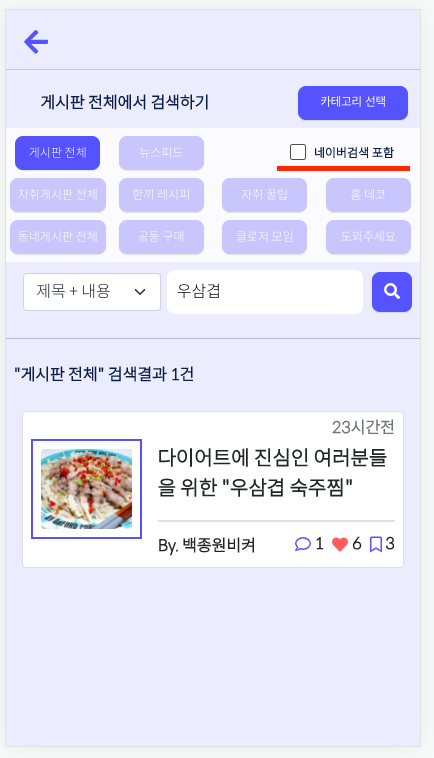 게시판 전체에서 검색하기
카테고리 선택
게시판 전체
뉴스피드
네이버검색 포함
자취게시판 전체
한끼 레시피
자취 꿀팁
홈 데코
동네게시판 전체
공동 구매
클로저 모임
도와주세요
제목 + 내용
우삼겹
"게시판 전체" 검색결과 1건
23시간전
다이어트에 진심인 여러분들
을 위한 "우삼겹 숙주찜"
By. 백종원비켜
1
6
3